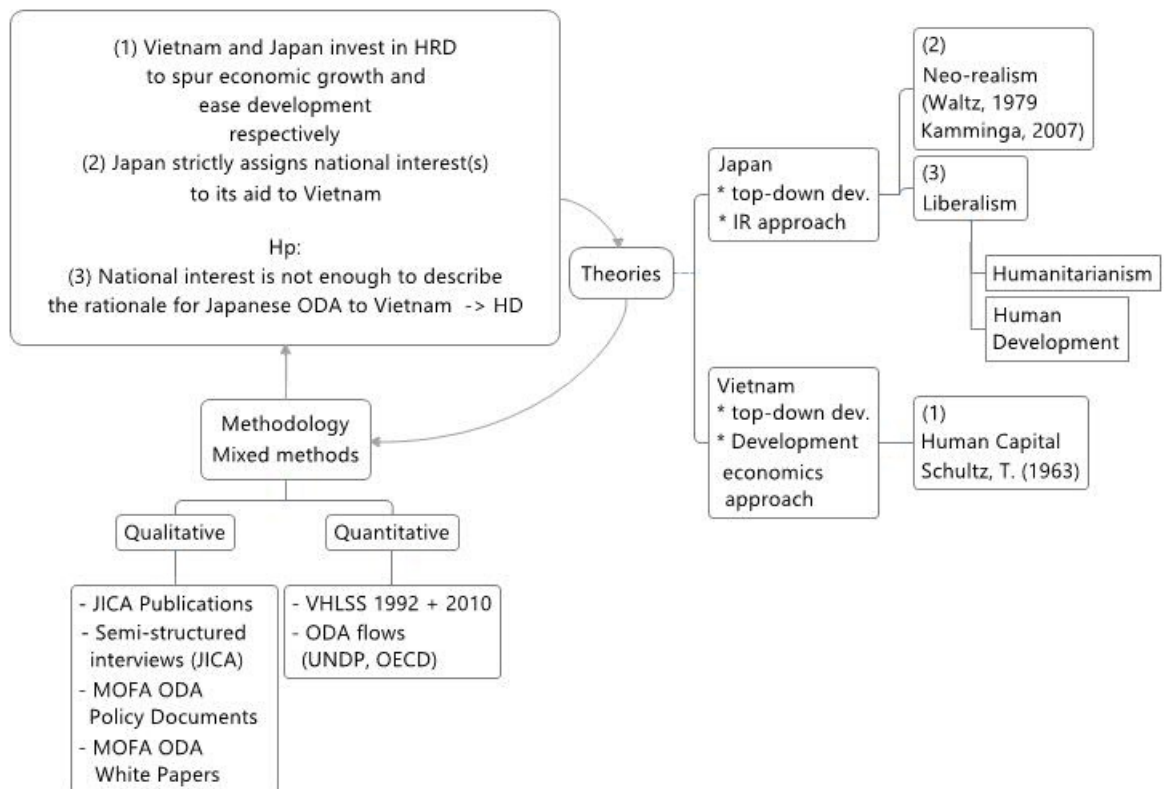 (1) Vietnam and Japan invest in HRD
to spur economic growth and
ease development
respectively
(2) Japan strictly assigns national interest(s)
to its aid to Vietnam
Hp:
(3) National interest is not enough to describe
the rationale for Japanese ODA to Vietnam -> HD
Theories
Japan
* top-down dev.
* IR approach
(2)
Neo-realism
(Waltz, 1979
Kamminga, 2007)
(3)
Liberalism
Humanitarianism
Human
Development
Vietnam
* top-down dev.
* Development
economics
approach
(1)
Human Capital
Schultz, T. (1963)
Methodology
Mixed methods
Qualitative
- JICA Publications
- Semi-structured
interviews (JICA)
- MOFA ODA
Policy Documents
- MOFA ODA
White Papers
Quantitative
- VHLSS 1992 + 2010
- ODA flows
(UNDP, OECD)